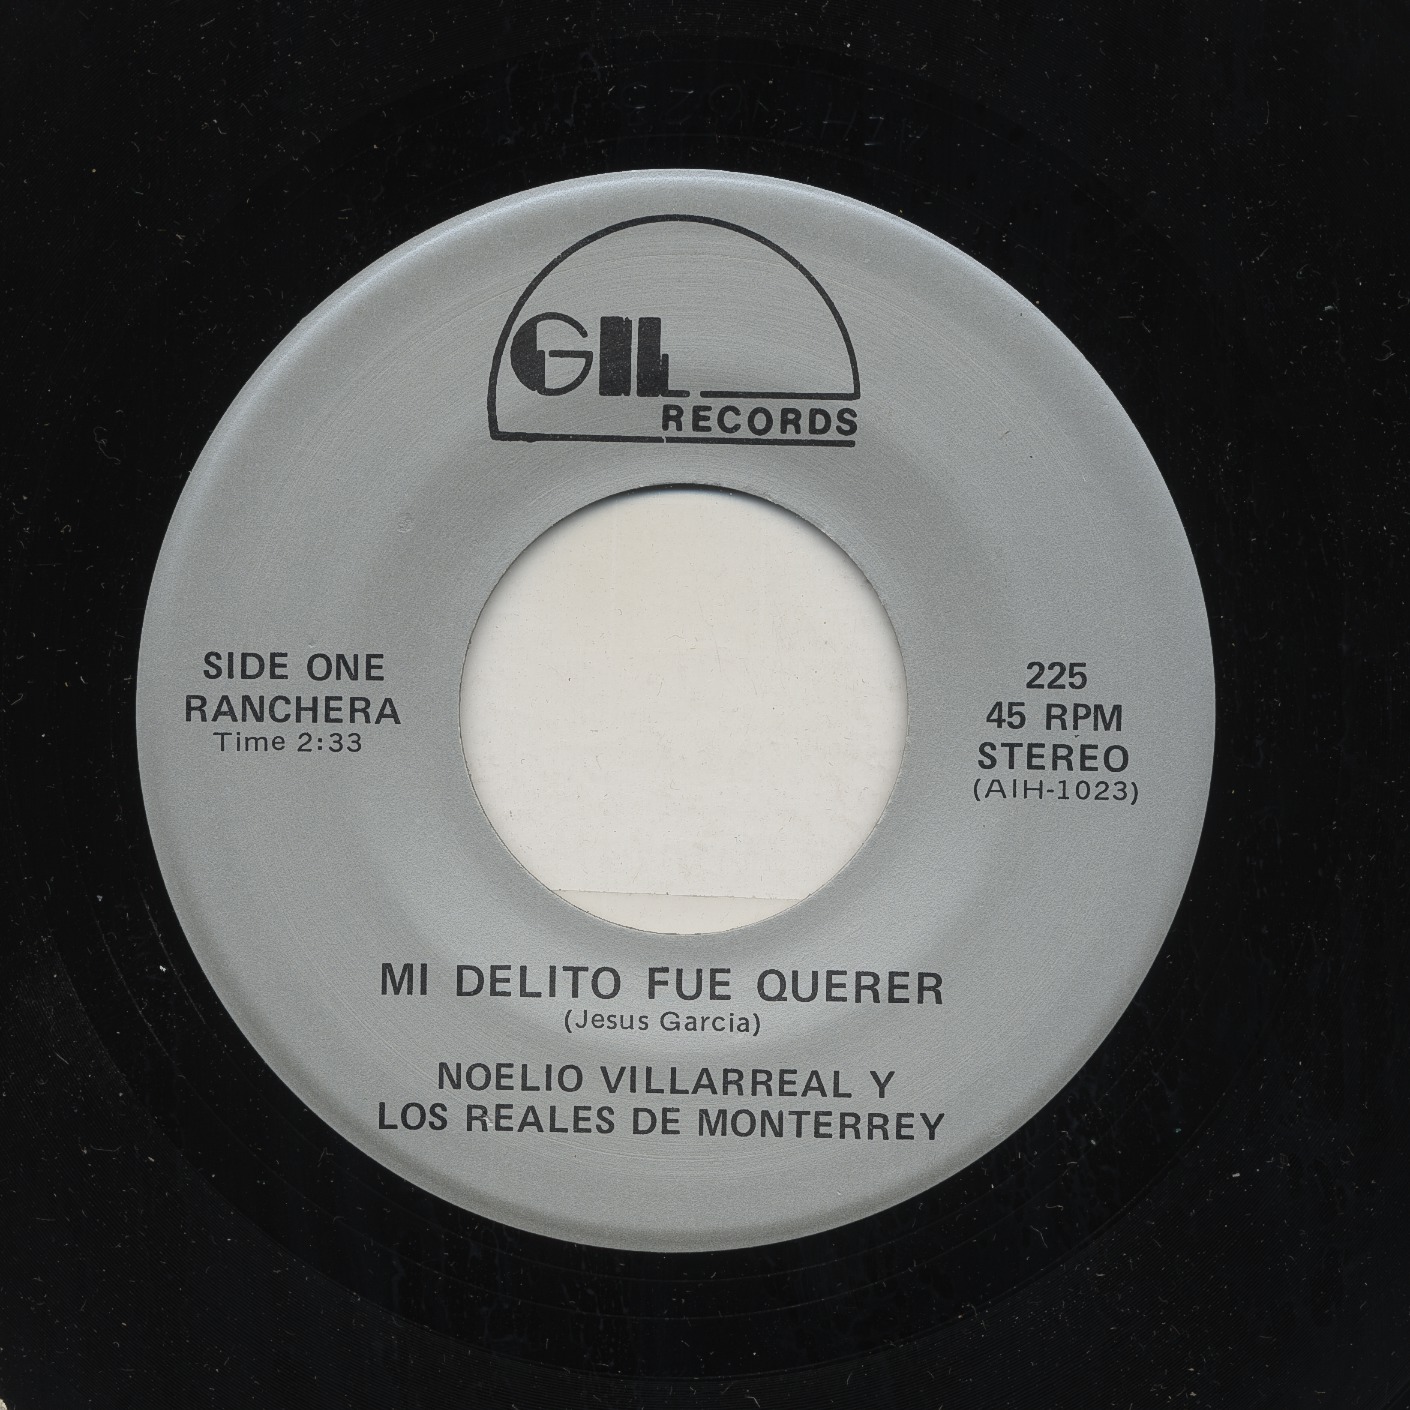 GIL
RECORDS
SIDE ONE
RANCHERA
Time 2:33
225
45 RPM
STEREO
(AIH-1023)
MI DELITO FUE QUERER
(Jesus Garcia)
NOELIO VILLARREAL Y
LOS REALES DE MONTERREY